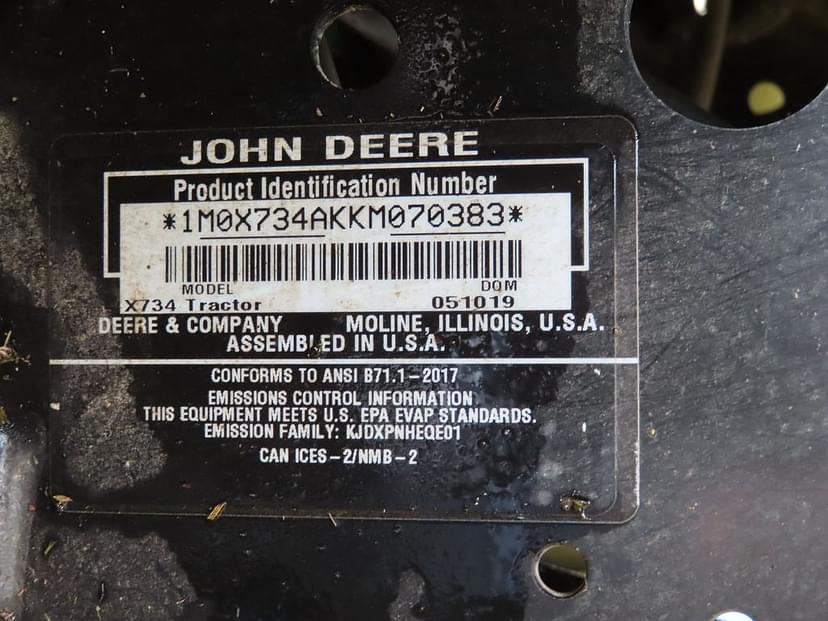 JOHN DEERE
Product Identification Number
*1M0X734AKKM070383*
MODEL DOM
X734 Tractor 051019
DEERE & COMPANY MOLINE, ILLINOIS, U.S.A.
ASSEMBLED IN U.S.A.
CONFORMS TO ANSI B71.1-2017
EMISSIONS CONTROL INFORMATION
THIS EQUIPMENT MEETS U.S. EPA EVAP STANDARDS.
EMISSION FAMILY: KJDXPNHEQE01
CAN ICES-2/NMB-2